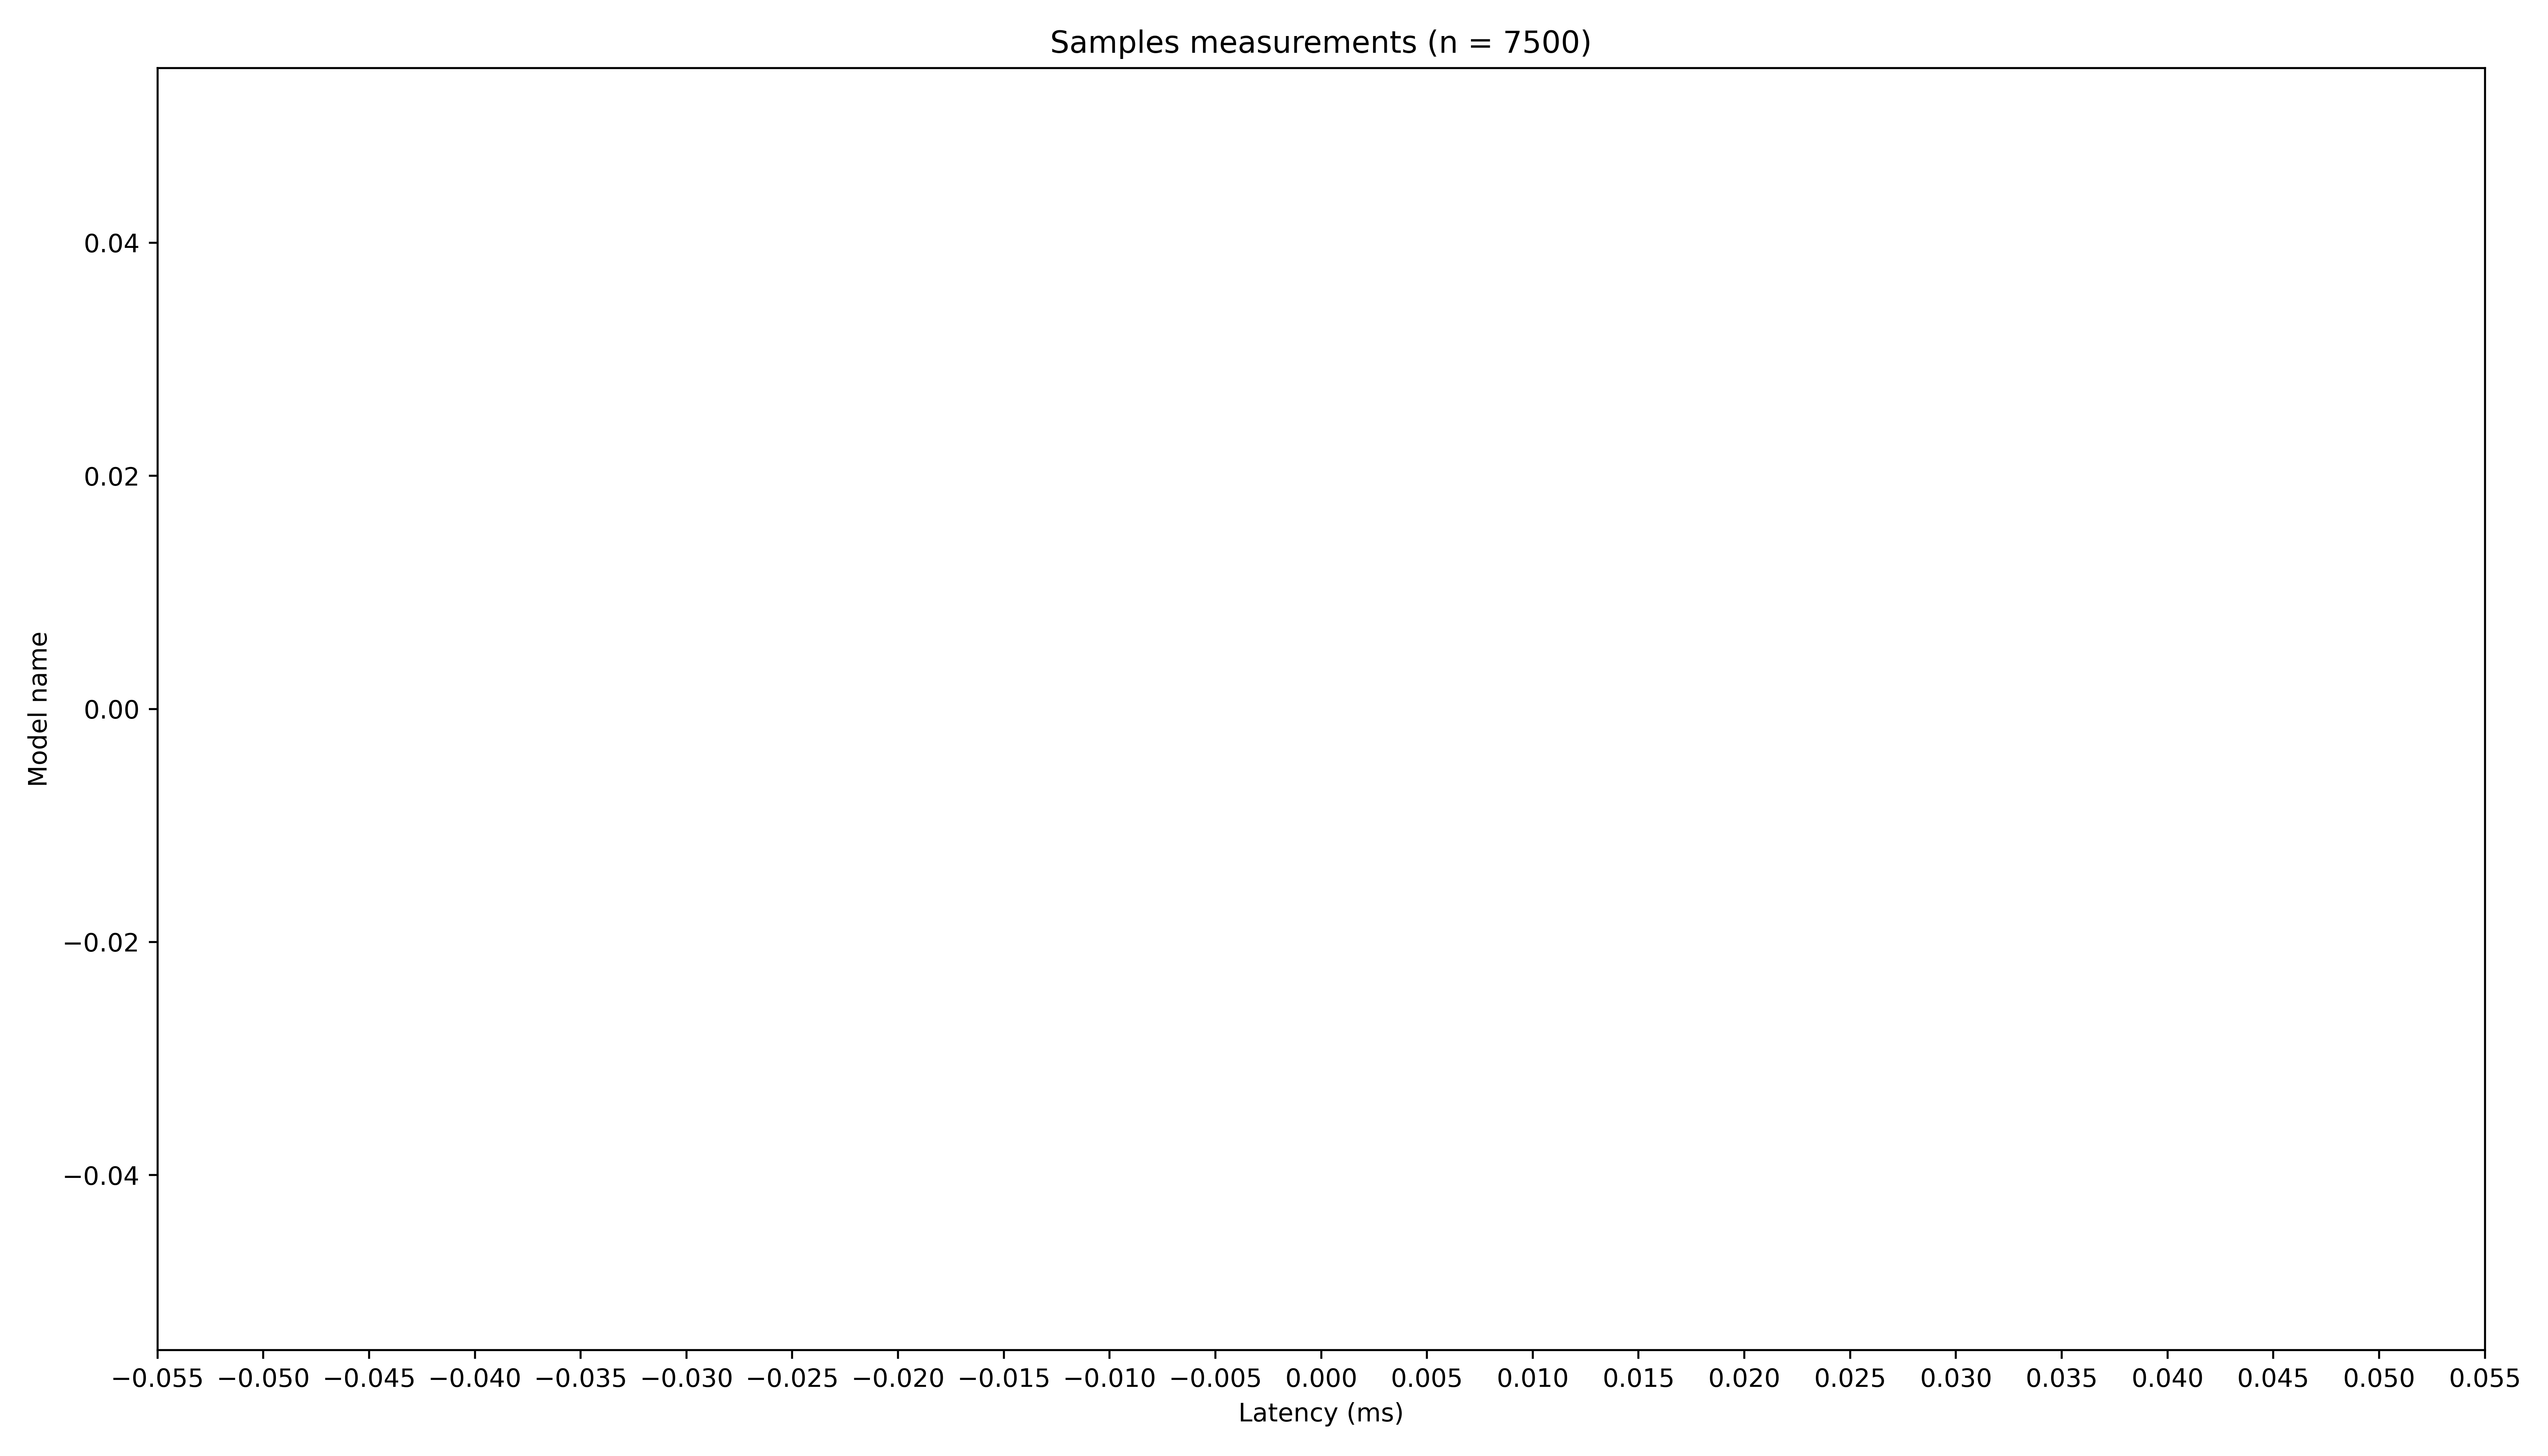 Samples measurements (n = 7500)
0.04
0.02
0.00
−0.02
−0.04
Model name
−0.055 −0.050 −0.045 −0.040 −0.035 −0.030 −0.025 −0.020 −0.015 −0.010 −0.005 0.000 0.005 0.010 0.015 0.020 0.025 0.030 0.035 0.040 0.045 0.050 0.055
Latency (ms)